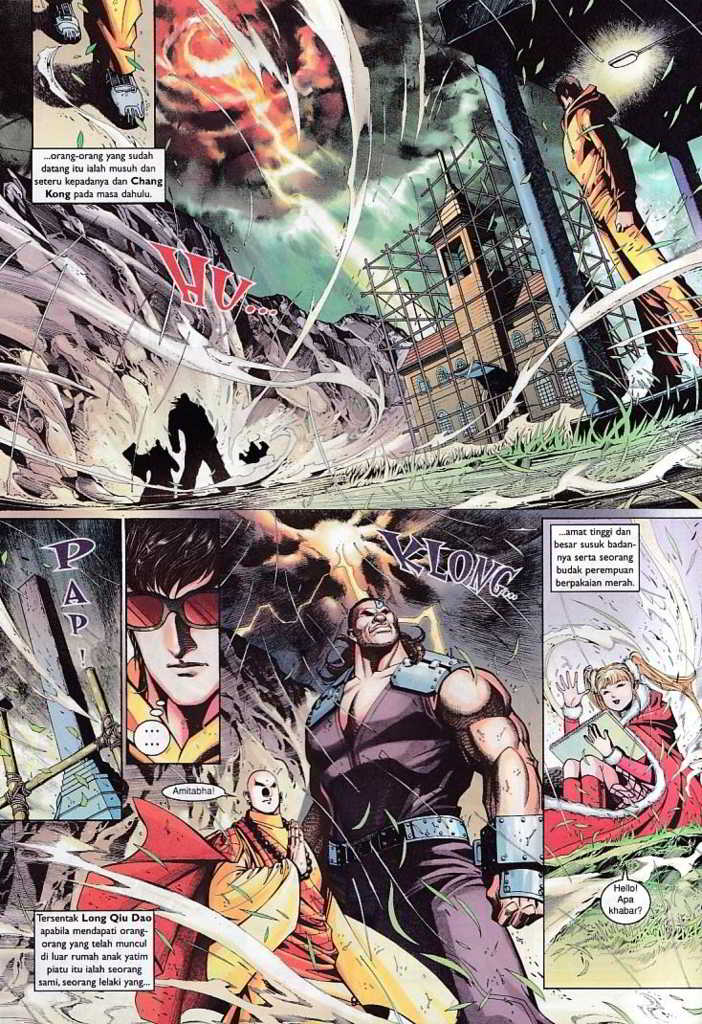 ...orang-orang yang sudah
datang itu ialah musuh dan
seteru kepadanya dan Chang
Kong pada masa dahulu.
HU...
PAP!
...
...
KLONG...
...amat tinggi dan
besar susuk badan-
nya serta seorang
budak perempuan
berpakaian merah.
Amitabha!
Hello!
Apa
khabar?
Tersentak Long Qiu Dao
apabila mendapati orang-
orang yang telah muncul
di luar rumah anak yatim
piatu itu ialah seorang
sami, seorang lelaki yang...